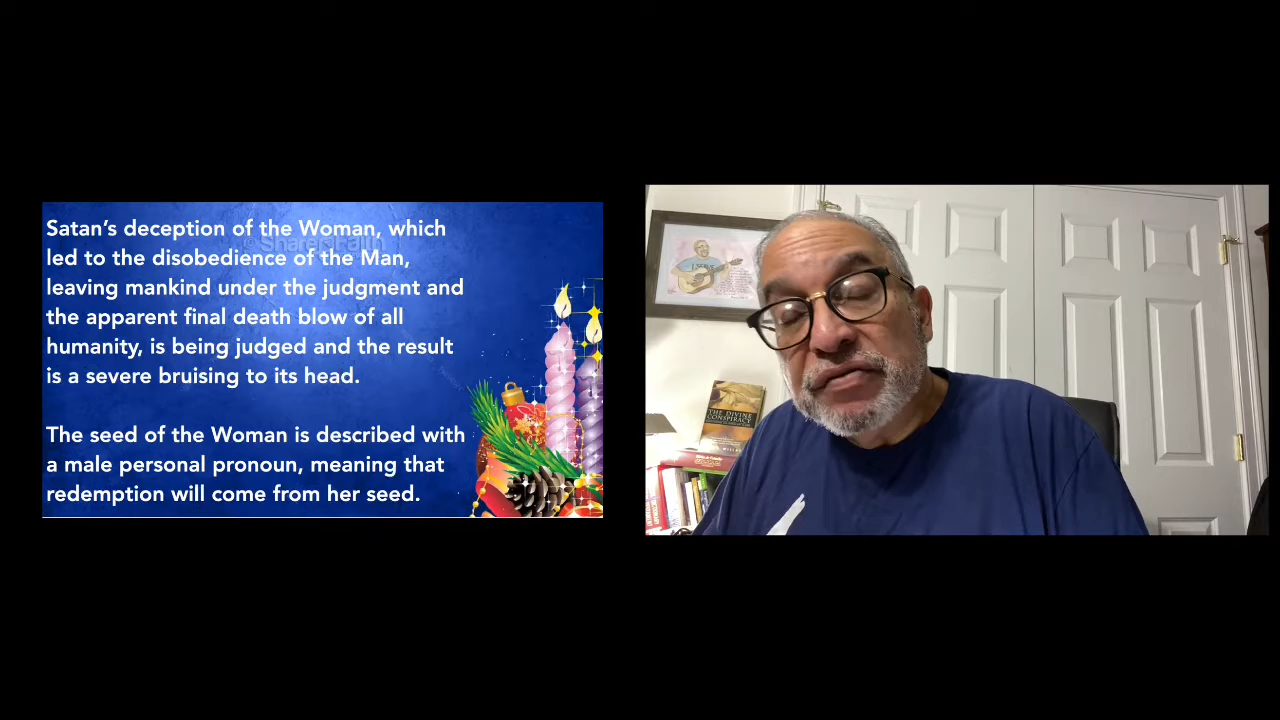 Satan's deception of the Woman, which
led to the disobedience of the Man,
leaving mankind under the judgment and
the apparent final death blow of all
humanity, is being judged and the result
is a severe bruising to its head.
The seed of the Woman is described with
a male personal pronoun, meaning that
redemption will come from her seed.
THE DIVINE
CONSPIRACY